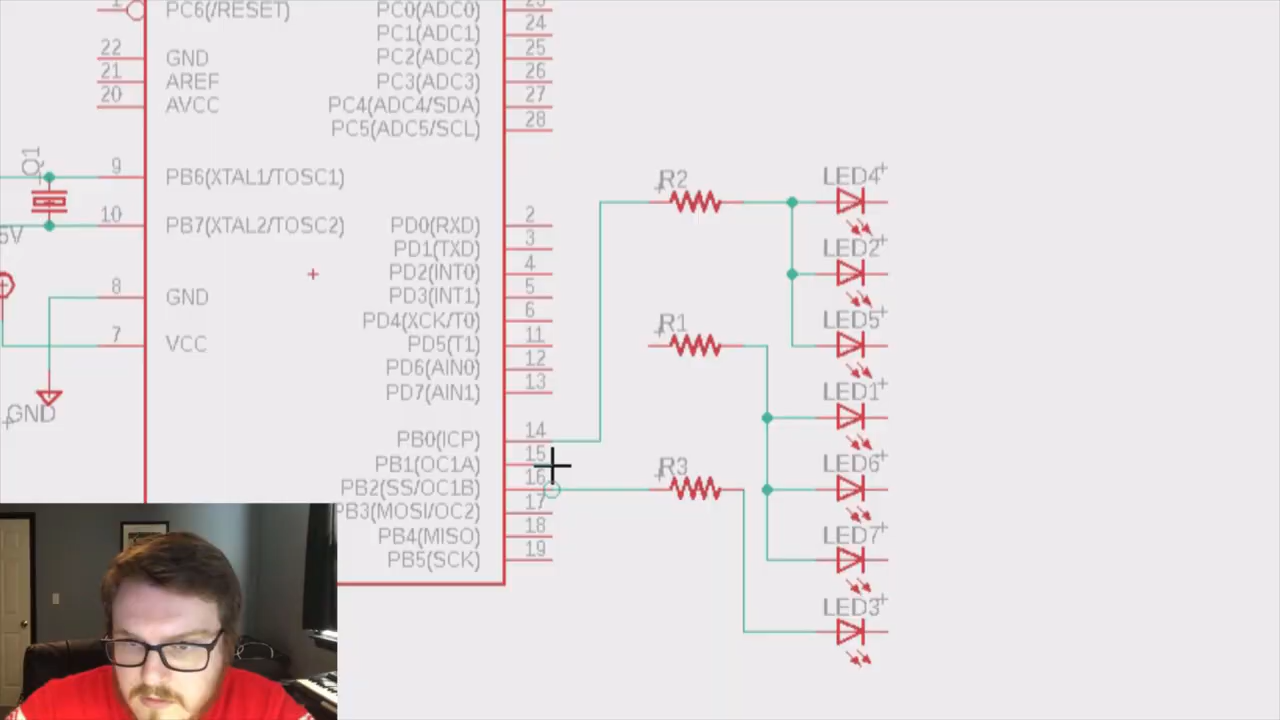 1 PC6(/RESET)
22 GND
21 AREF
20 AVCC
Q1
9 PB6(XTAL1/TOSC1)
10 PB7(XTAL2/TOSC2)
5V
8 GND
7 VCC
GND
PC0(ADC0) 23
PC1(ADC1) 24
PC2(ADC2) 25
PC3(ADC3) 26
PC4(ADC4/SDA) 27
PC5(ADC5/SCL) 28
PD0(RXD) 2
PD1(TXD) 3
PD2(INT0) 4
PD3(INT1) 5
PD4(XCK/T0) 6
PD5(T1) 11
PD6(AIN0) 12
PD7(AIN1) 13
PB0(ICP) 14
PB1(OC1A) 15
PB2(SS/OC1B) 16
PB3(MOSI/OC2) 17
PB4(MISO) 18
PB5(SCK) 19
R2
R1
R3
LED4
LED2
LED5
LED1
LED6
LED7
LED3